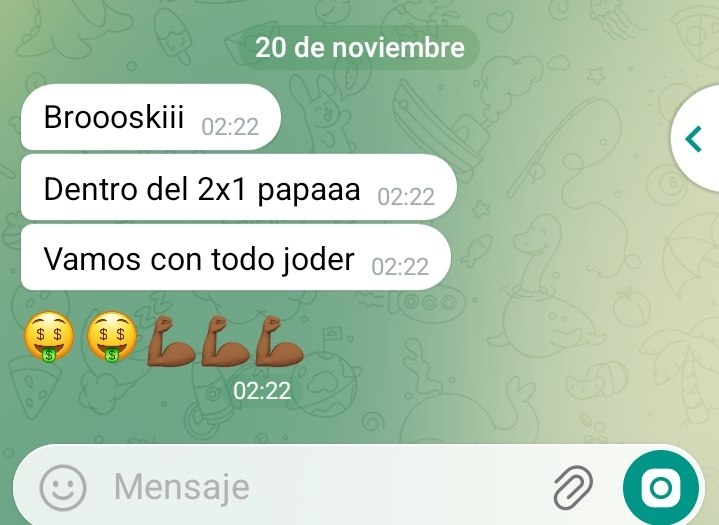 20 de noviembre
Broooskiii 02:22
Dentro del 2x1 papaaa 02:22
Vamos con todo joder 02:22
🤑🤑💪🏾💪🏾💪🏾
02:22
Mensaje